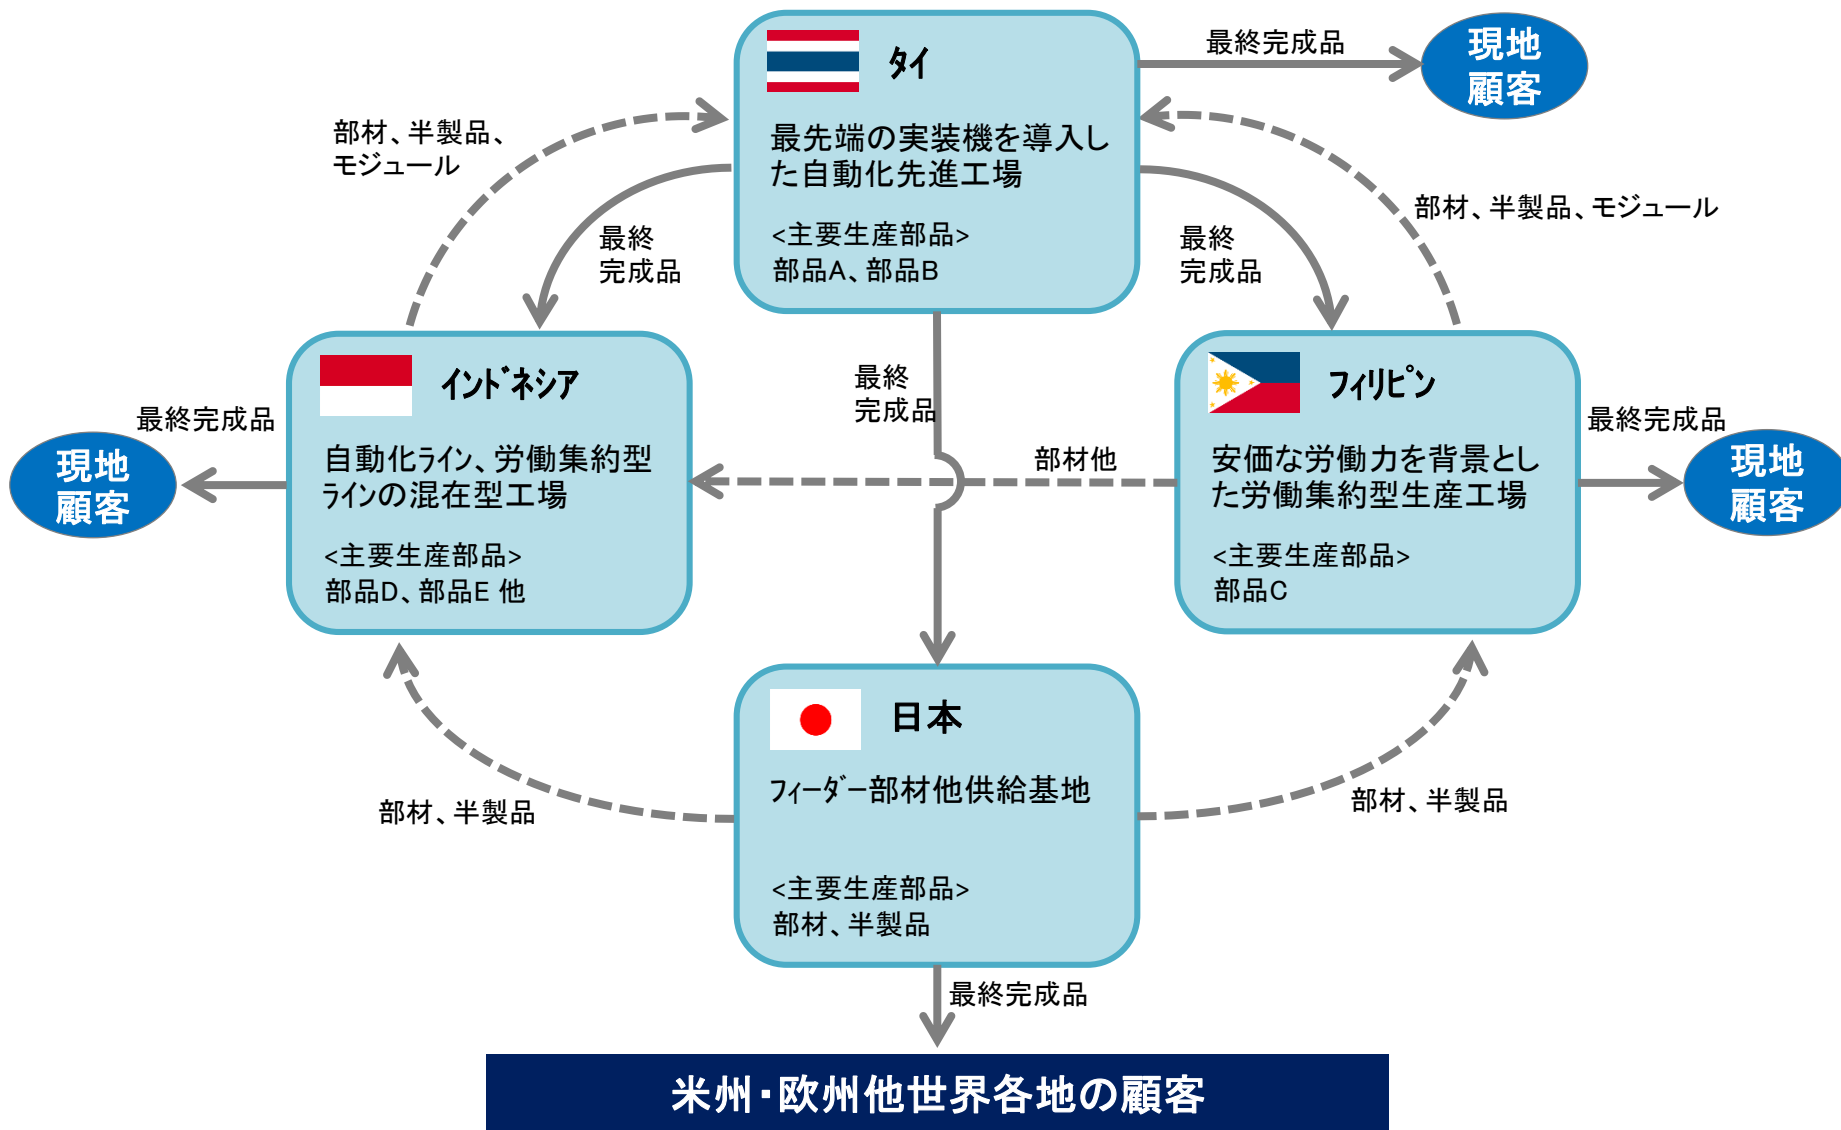 タイ
最先端の実装機を導入し
た自動化先進工場
<主要生産部品>
部品A、部品B
最終完成品
現地
顧客
部材、半製品、
モジュール
部材、半製品、モジュール
最終
完成品
最終
完成品
最終
完成品
インドネシア
自動化ライン、労働集約型
ラインの混在型工場
<主要生産部品>
部品D、部品E 他
最終完成品
現地
顧客
部材他
フィリピン
安価な労働力を背景とし
た労働集約型生産工場
<主要生産部品>
部品C
最終完成品
現地
顧客
日本
フィーダー部材他供給基地
<主要生産部品>
部材、半製品
部材、半製品
部材、半製品
最終完成品
米州・欧州他世界各地の顧客